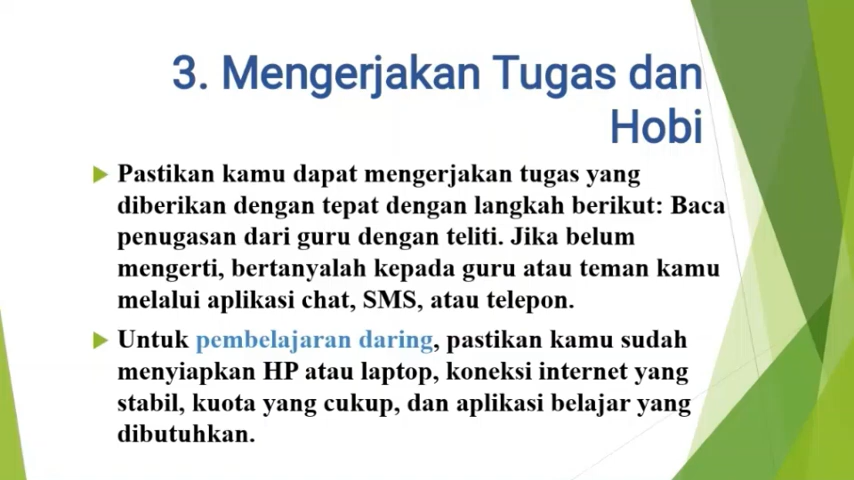 3. Mengerjakan Tugas dan
Hobi
Pastikan kamu dapat mengerjakan tugas yang
diberikan dengan tepat dengan langkah berikut: Baca
penugasan dari guru dengan teliti. Jika belum
mengerti, bertanyalah kepada guru atau teman kamu
melalui aplikasi chat, SMS, atau telepon.
Untuk pembelajaran daring, pastikan kamu sudah
menyiapkan HP atau laptop, koneksi internet yang
stabil, kuota yang cukup, dan aplikasi belajar yang
dibutuhkan.